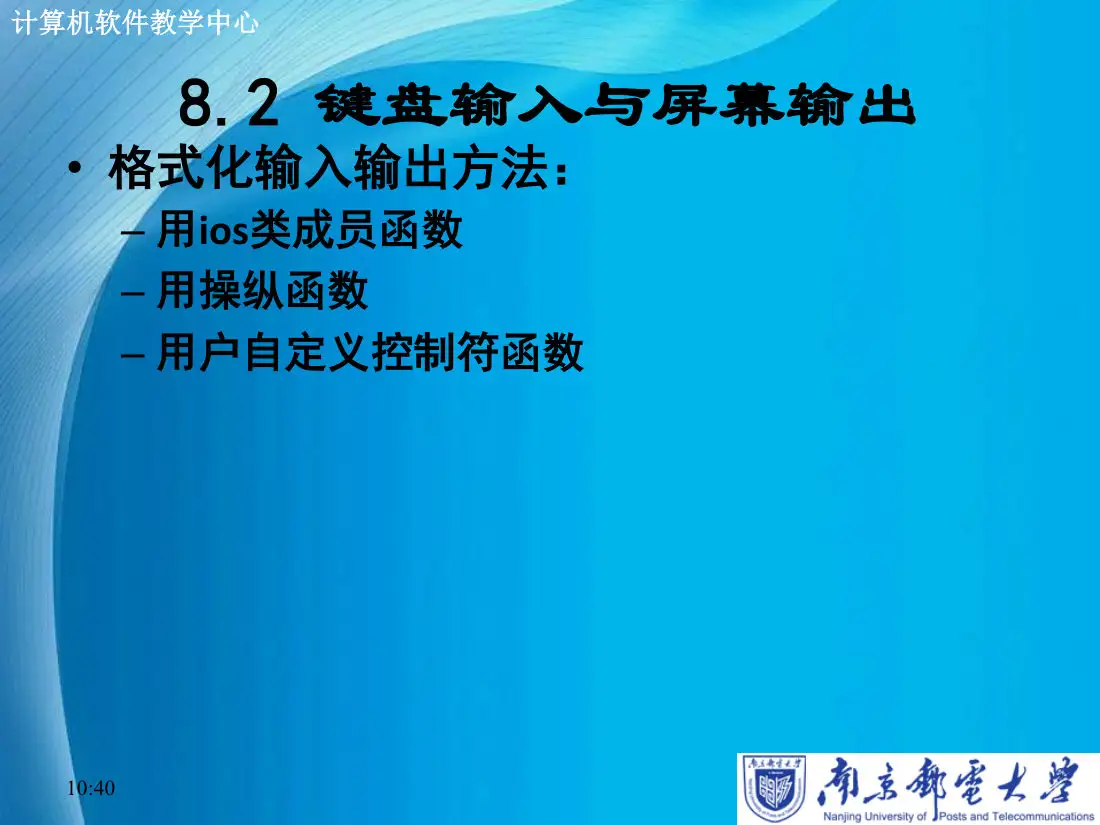 计算机软件教学中心
8.2 键盘输入与屏幕输出
• 格式化输入输出方法：
– 用ios类成员函数
– 用操纵函数
– 用户自定义控制符函数
10:40
南京邮电大学
Nanjing University of Posts and Telecommunications